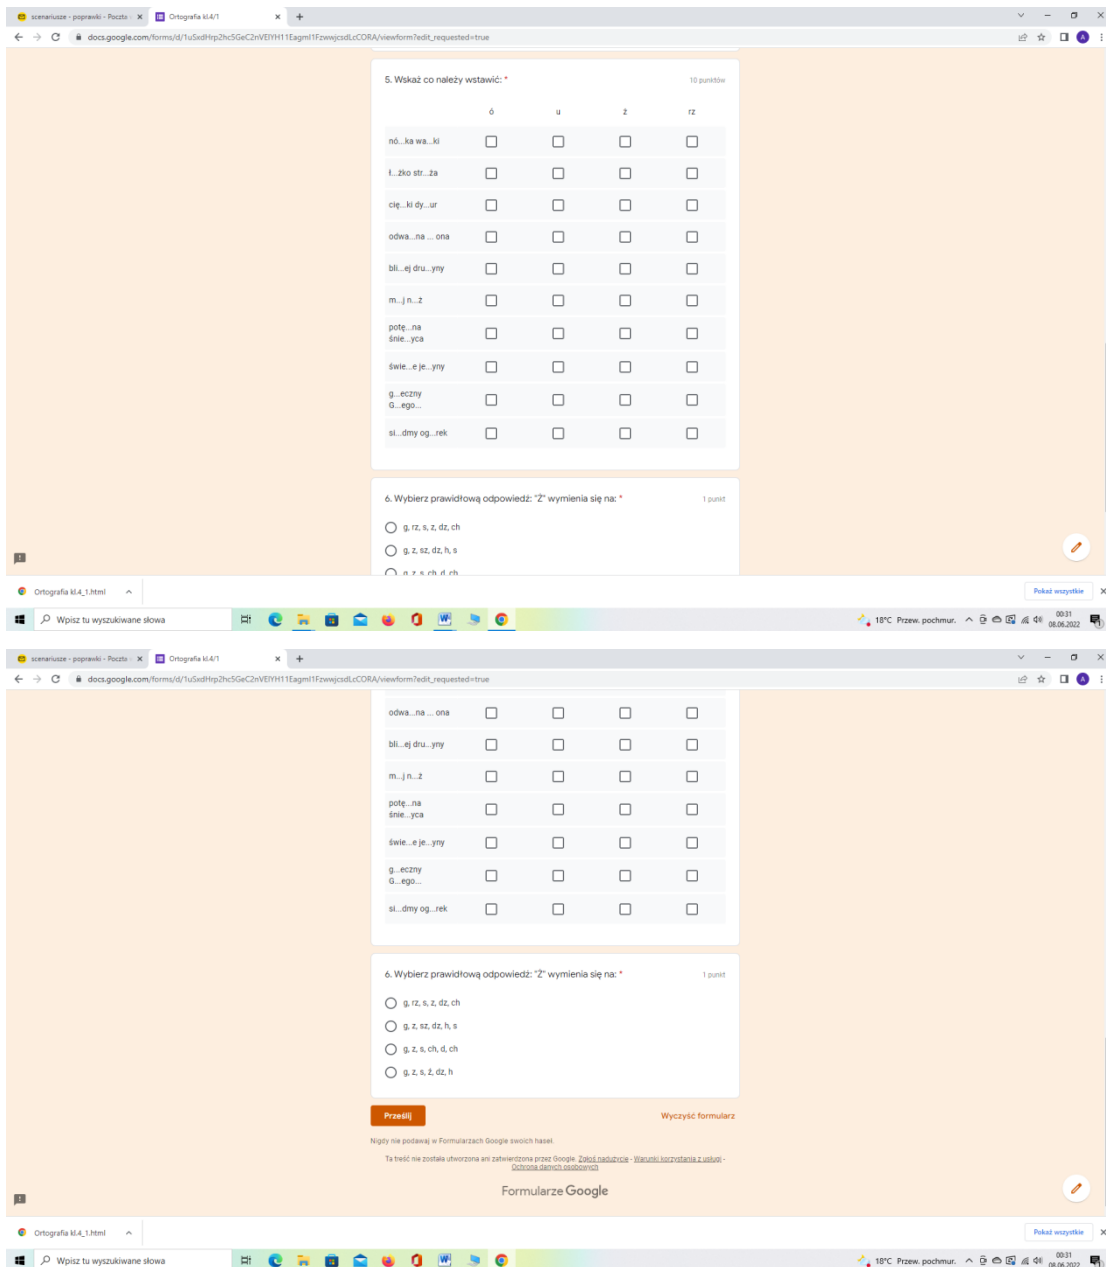 scenariusze - poprawki - Poczta
Ortografia kl.4/1
docs.google.com/forms/d/1uSxdHrp2hc5GeC2nVElYH11Eagml1FzwwjcsdLcCORA/viewform?edit_requested=true
5. Wskaż co należy wstawić: *
10 punktów
ó u ż rz
nó...ka wa...ki
ł...żko str...ża
cię...ki dy...ur
odwa...na ... ona
bli...ej dru...yny
m...j n...ż
potę...na
śnie...yca
świe...e je...yny
g...eczny
G...ego...
si...dmy og...rek
6. Wybierz prawidłową odpowiedź: "Ż" wymienia się na: *
1 punkt
g, rz, s, z, dz, ch
g, z, sz, dz, h, s
g, z, s, ch, d, ch
Ortografia kl.4_1.html
Pokaż wszystkie
Wpisz tu wyszukiwane słowa
18°C Przew. pochmur.
00:31
08.06.2022
scenariusze - poprawki - Poczta
Ortografia kl.4/1
docs.google.com/forms/d/1uSxdHrp2hc5GeC2nVElYH11Eagml1FzwwjcsdLcCORA/viewform?edit_requested=true
odwa...na ... ona
bli...ej dru...yny
m...j n...ż
potę...na
śnie...yca
świe...e je...yny
g...eczny
G...ego...
si...dmy og...rek
6. Wybierz prawidłową odpowiedź: "Ż" wymienia się na: *
1 punkt
g, rz, s, z, dz, ch
g, z, sz, dz, h, s
g, z, s, ch, d, ch
g, z, s, ż, dz, h
Prześlij
Wyczyść formularz
Nigdy nie podawaj w Formularzach Google swoich haseł.
Ta treść nie została utworzona ani zatwierdzona przez Google. Zgłoś nadużycie - Warunki korzystania z usługi -
Ochrona danych osobowych
Formularze Google
Ortografia kl.4_1.html
Pokaż wszystkie
Wpisz tu wyszukiwane słowa
18°C Przew. pochmur.
00:31
08.06.2022